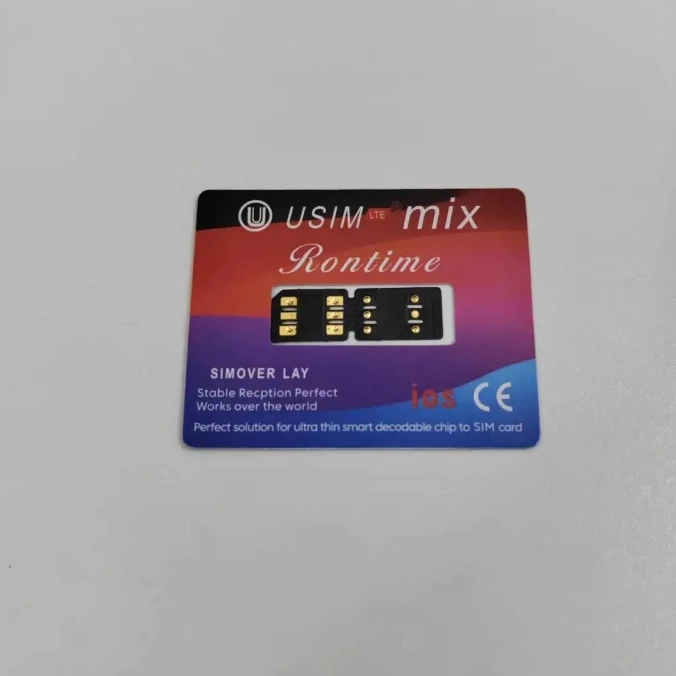 U USIM LTE ® mix
Rontime
SIMOVER LAY
Stable Recption Perfect
Works over the world
ios CE
Perfect solution for ultra thin smart decodable chip to SIM card